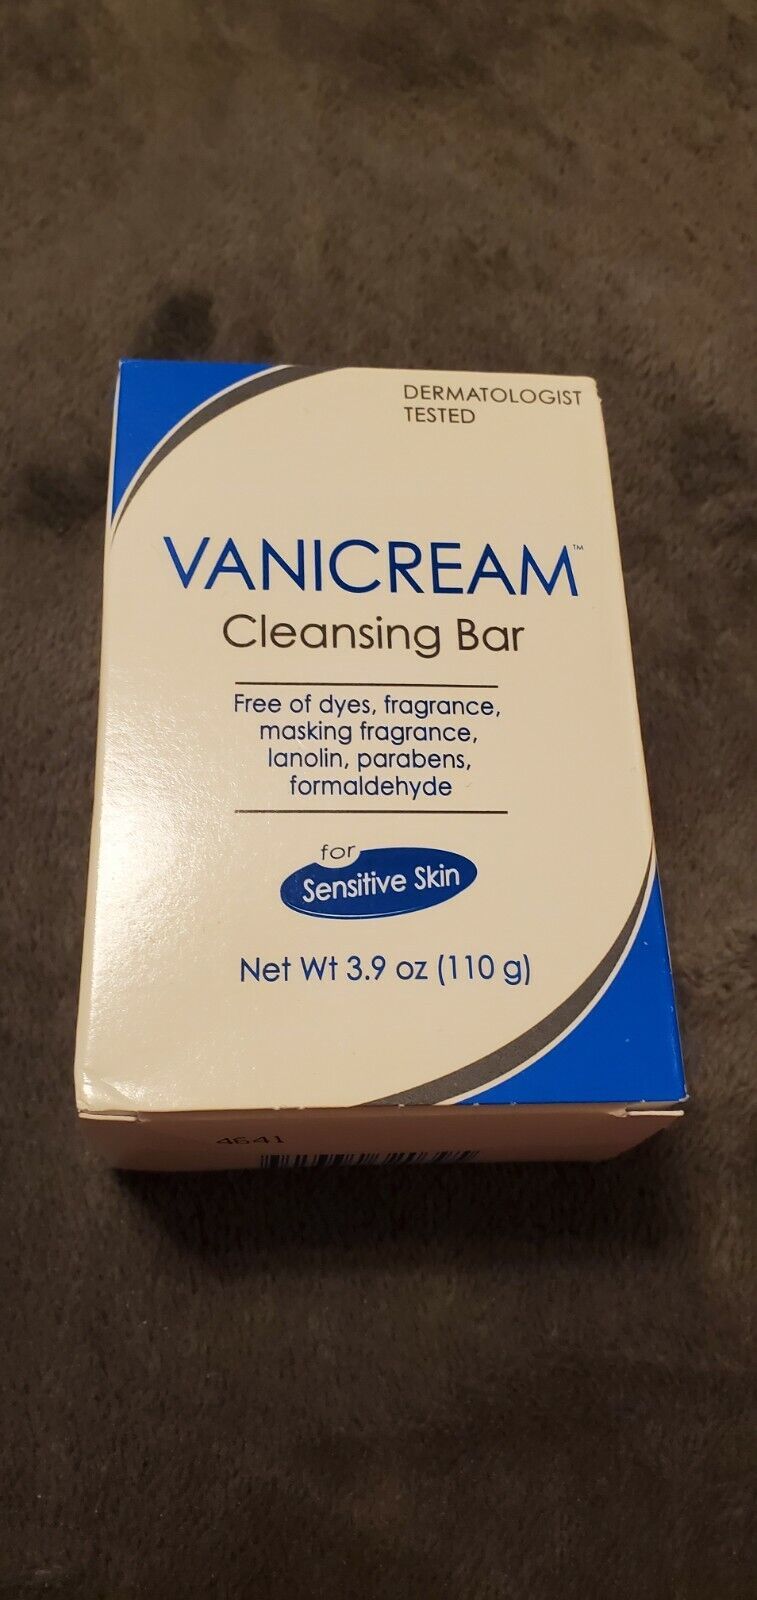 DERMATOLOGIST
TESTED
VANICREAM™
Cleansing Bar
Free of dyes, fragrance,
masking fragrance,
lanolin, parabens,
formaldehyde
for
Sensitive Skin
Net Wt 3.9 oz (110 g)
4641